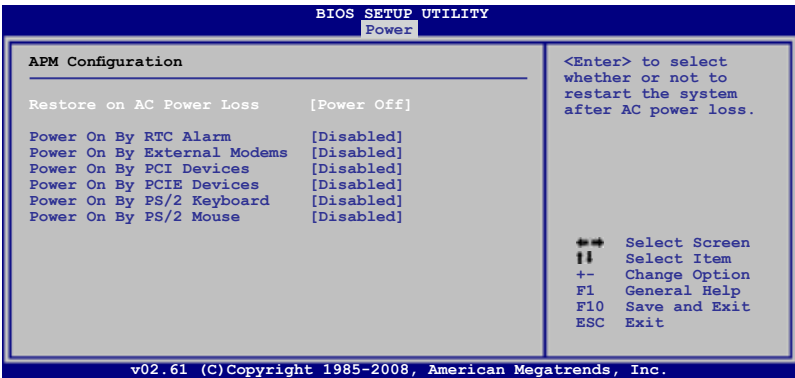 BIOS SETUP UTILITY
Power
APM Configuration
Restore on AC Power Loss [Power Off]
Power On By RTC Alarm [Disabled]
Power On By External Modems [Disabled]
Power On By PCI Devices [Disabled]
Power On By PCIE Devices [Disabled]
Power On By PS/2 Keyboard [Disabled]
Power On By PS/2 Mouse [Disabled]
<Enter> to select
whether or not to
restart the system
after AC power loss.
←→ Select Screen
↑↓ Select Item
+- Change Option
F1 General Help
F10 Save and Exit
ESC Exit
v02.61 (C)Copyright 1985-2008, American Megatrends, Inc.